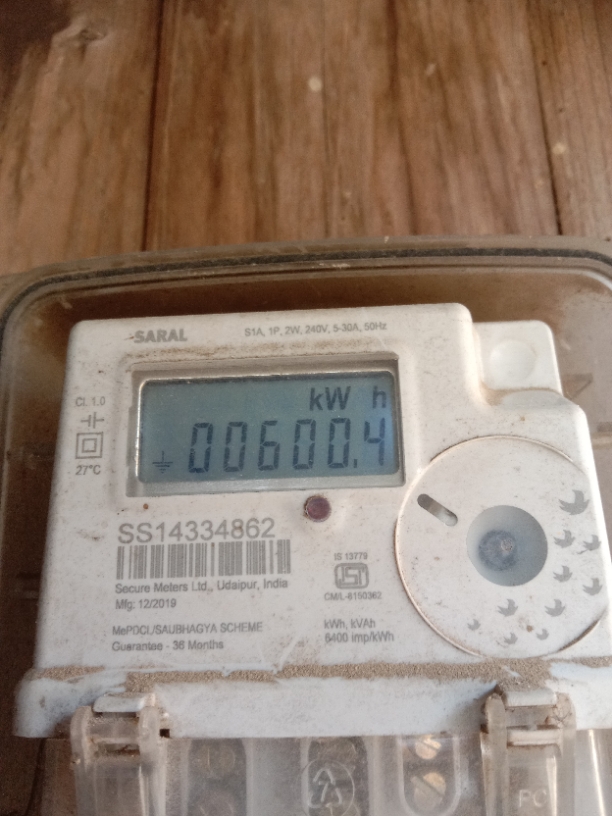 SARAL
S1A, 1P, 2W, 240V, 5-30A, 50Hz
Cl. 1.0
27°C
kW h
00600.4
SS14334862
Secure Meters Ltd., Udaipur, India
Mfg: 12/2019
MePDCL/SAUBHAGYA SCHEME
Guarantee - 36 Months
IS 13779
ISI
CM/L-6150362
kWh, kVAh
6400 imp/kWh
PC